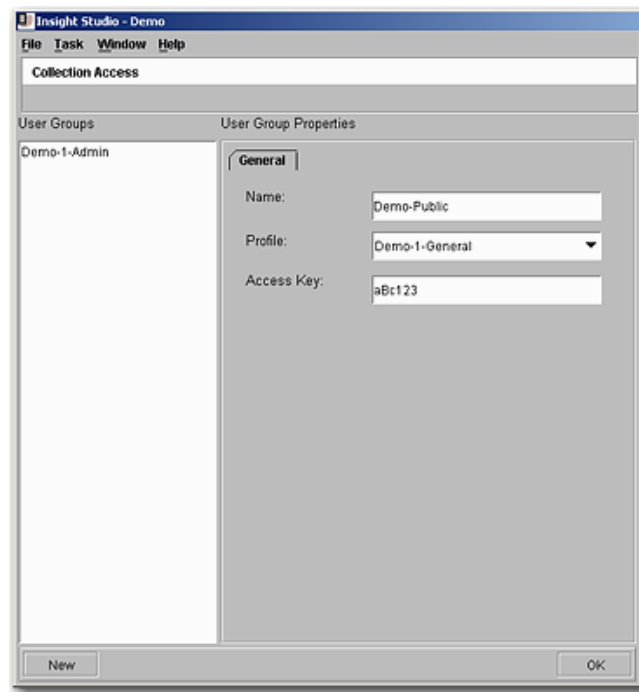 Insight Studio - Demo
File Task Window Help
Collection Access
User Groups
User Group Properties
Demo-1-Admin
General
Name:
Demo-Public
Profile:
Demo-1-General
Access Key:
aBc123
New
OK